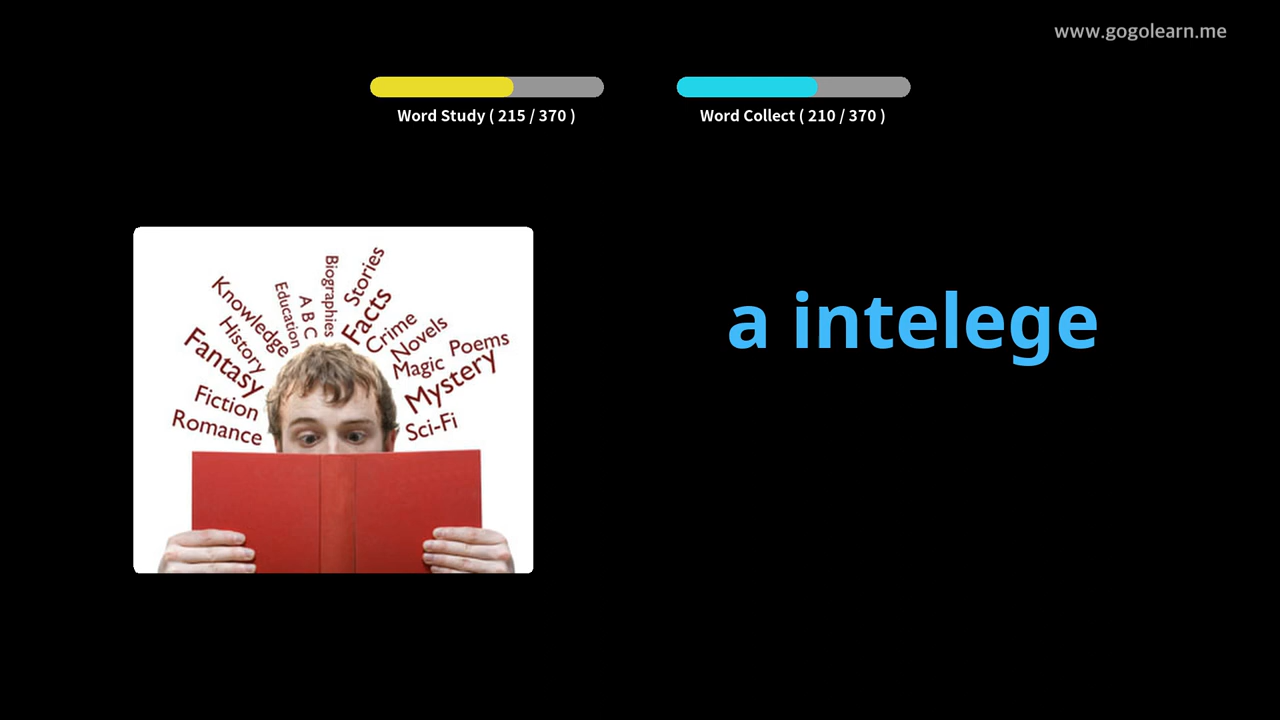 www.gogolearn.me
Word Study ( 215 / 370 )
Word Collect ( 210 / 370 )
a intelege
Stories
Biographies
Facts
A B C
Education
Knowledge
History
Fantasy
Fiction
Romance
Crime
Novels
Magic
Poems
Mystery
Sci-Fi